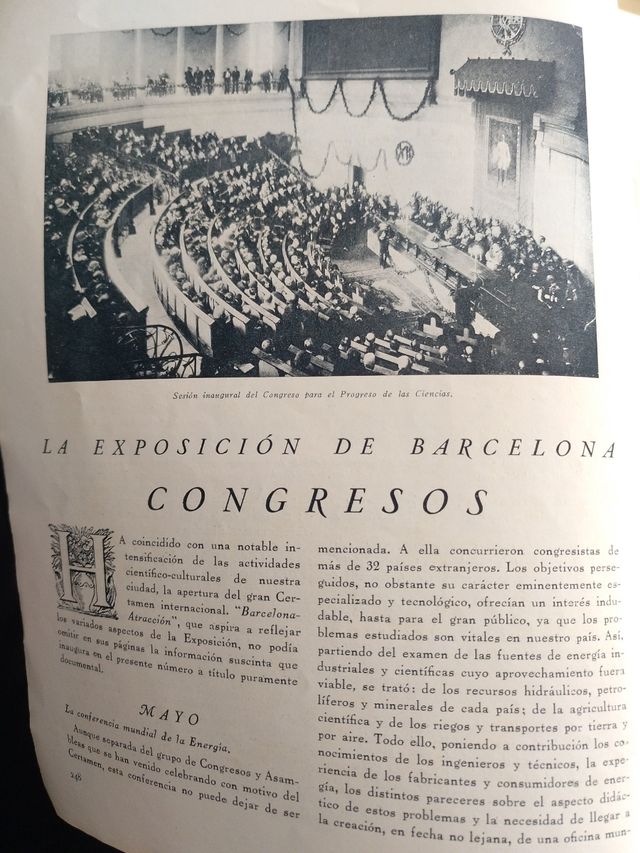 Sesión inaugural del Congreso para el Progreso de las Ciencias.
LA EXPOSICIÓN DE BARCELONA
CONGRESOS
HA coincidido con una notable in-
tensificación de las actividades
científico-culturales de nuestra
ciudad, la apertura del gran Cer-
tamen internacional. "Barcelona-
Atracción", que aspira a reflejar
los variados aspectos de la Exposición, no podía
omitir en sus páginas la información suscinta que
inaugura en el presente número a título puramente
documental.
MAYO
La conferencia mundial de la Energía.
Aunque separada del grupo de Congresos y Asam-
bleas que se han venido celebrando con motivo del
Certamen, esta conferencia no puede dejar de ser
248
mencionada. A ella concurrieron congresistas de
más de 32 países extranjeros. Los objetivos perse-
guidos, no obstante su carácter eminentemente es-
pecializado y tecnológico, ofrecían un interés indu-
dable, hasta para el gran público, ya que los pro-
blemas estudiados son vitales en nuestro país. Así,
partiendo del examen de las fuentes de energía in-
dustriales y científicas cuyo aprovechamiento fuera
viable, se trató: de los recursos hidráulicos, petro-
líferos y minerales de cada país; de la agricultura
científica y de los riegos y transportes por tierra y
por aire. Todo ello, poniendo a contribución los co-
nocimientos de los ingenieros y técnicos, la expe-
riencia de los fabricantes y consumidores de ener-
gía, los distintos pareceres sobre el aspecto didác-
tico de estos problemas y la necesidad de llegar a
la creación, en fecha no lejana, de una oficina mun-